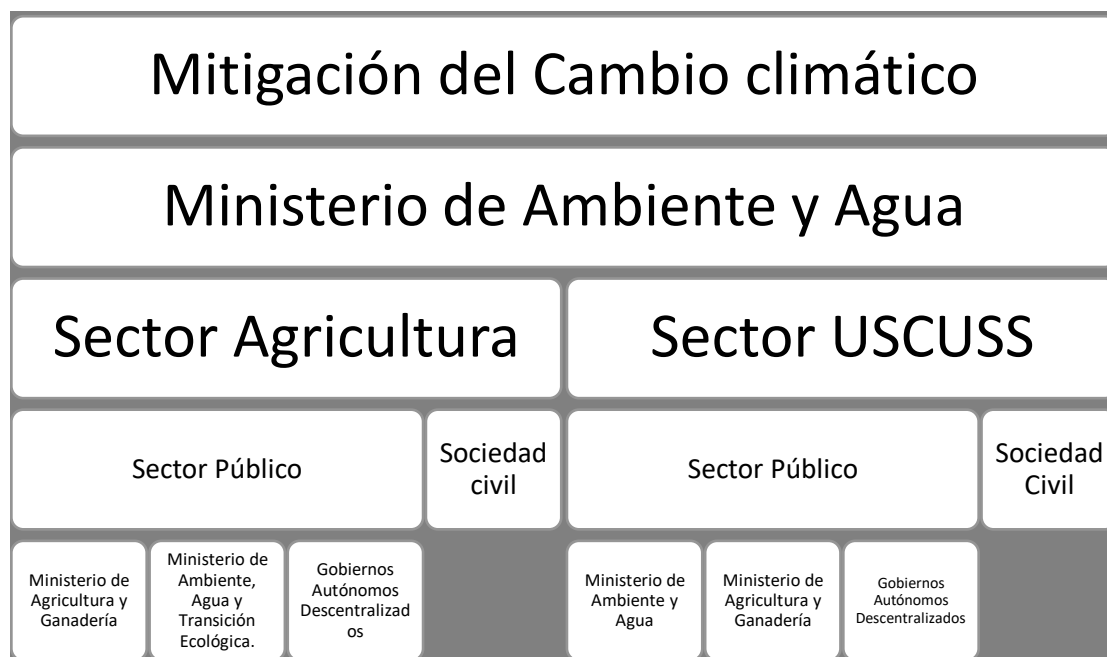 Mitigación del Cambio climático
Ministerio de Ambiente y Agua
Sector Agricultura
Sector USCUSS
Sector Público
Sociedad
civil
Sector Público
Sociedad
Civil
Ministerio de
Agricultura y
Ganadería
Ministerio de
Ambiente,
Agua y
Transición
Ecológica.
Gobiernos
Autónomos
Descentralizad
os
Ministerio de
Ambiente y
Agua
Ministerio de
Agricultura y
Ganadería
Gobiernos
Autónomos
Descentralizados